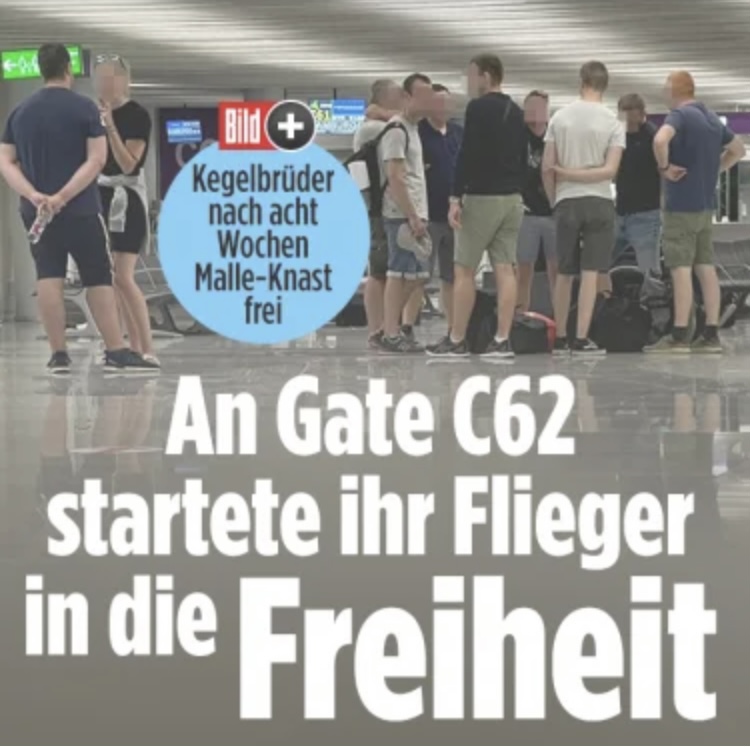 Bild +
Kegelbrüder
nach acht
Wochen
Malle-Knast
frei
An Gate C62
startete ihr Flieger
in die Freiheit